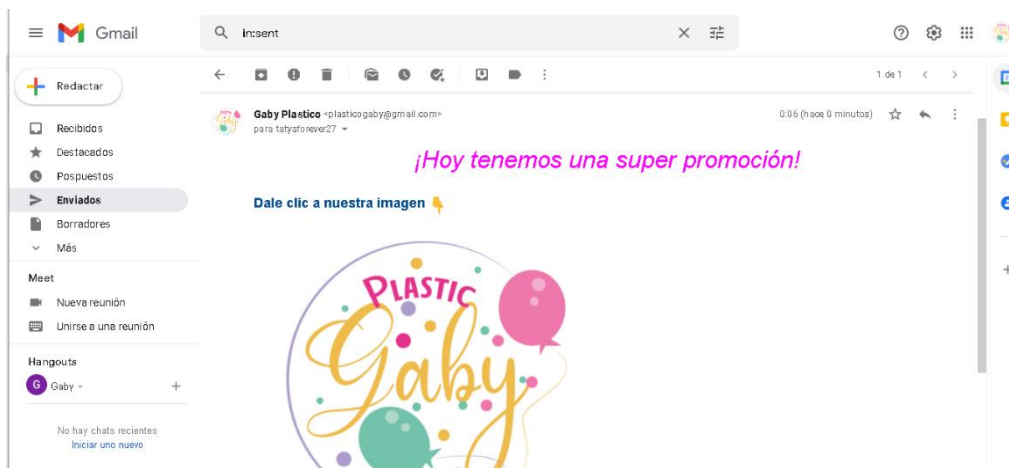 Gmail
in:sent
Redactar
1 de 1
Recibidos
Destacados
Pospuestos
Enviados
Borradores
Más
Meet
Nueva reunión
Unirse a una reunión
Hangouts
G
Gaby
No hay chats recientes
Iniciar uno nuevo
Gaby Plastico <plasticogaby@gmail.com>
0:06 (hace 0 minutos)
para tatysforever27
¡Hoy tenemos una super promoción!
Dale clic a nuestra imagen 👇
PLASTIC
Gaby